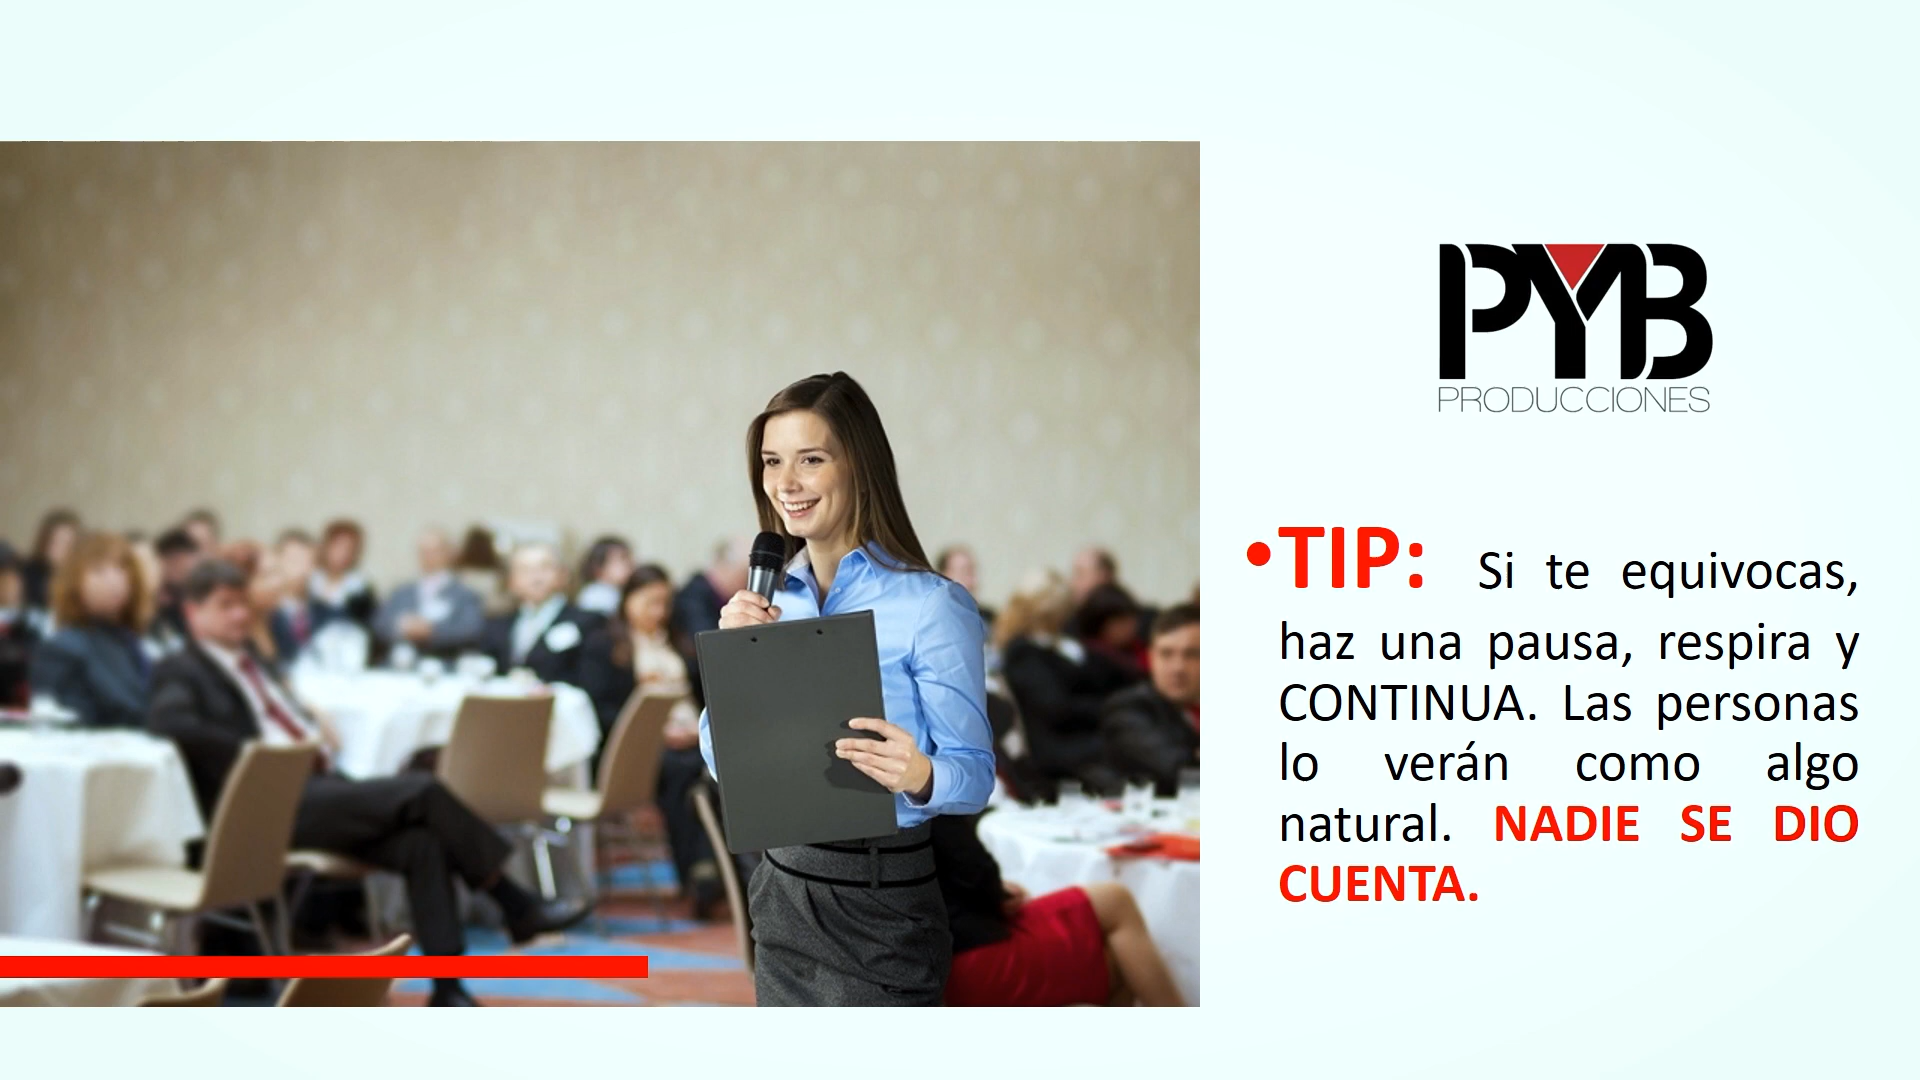 PYB
PRODUCCIONES
•TIP: Si te equivocas,
haz una pausa, respira y
CONTINUA. Las personas
lo verán como algo
natural. NADIE SE DIO
CUENTA.